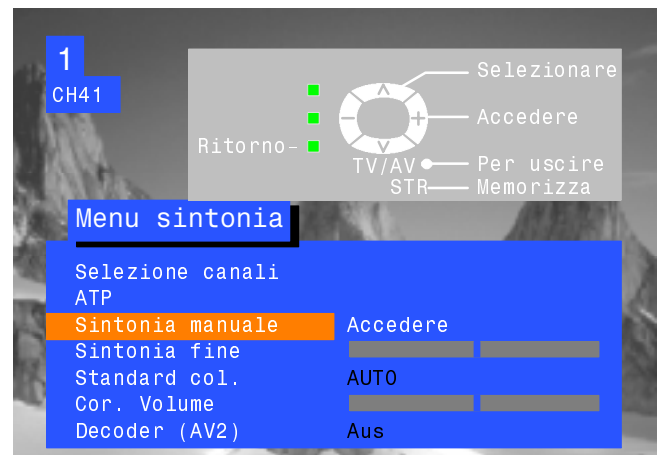 1
CH41
Selezionare
Accedere
Ritorno-
TV/AV Per uscire
STR Memorizza
Menu sintonia
Selezione canali
ATP
Sintonia manuale Accedere
Sintonia fine
Standard col. AUTO
Cor. Volume
Decoder (AV2) Aus